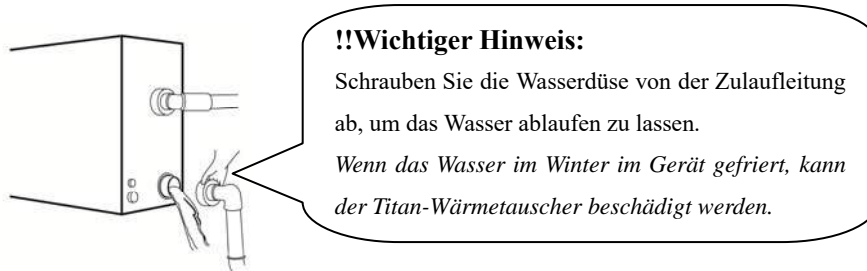 !!Wichtiger Hinweis:
Schrauben Sie die Wasserdüse von der Zulaufleitung
ab, um das Wasser ablaufen zu lassen.
Wenn das Wasser im Winter im Gerät gefriert, kann
der Titan-Wärmetauscher beschädigt werden.